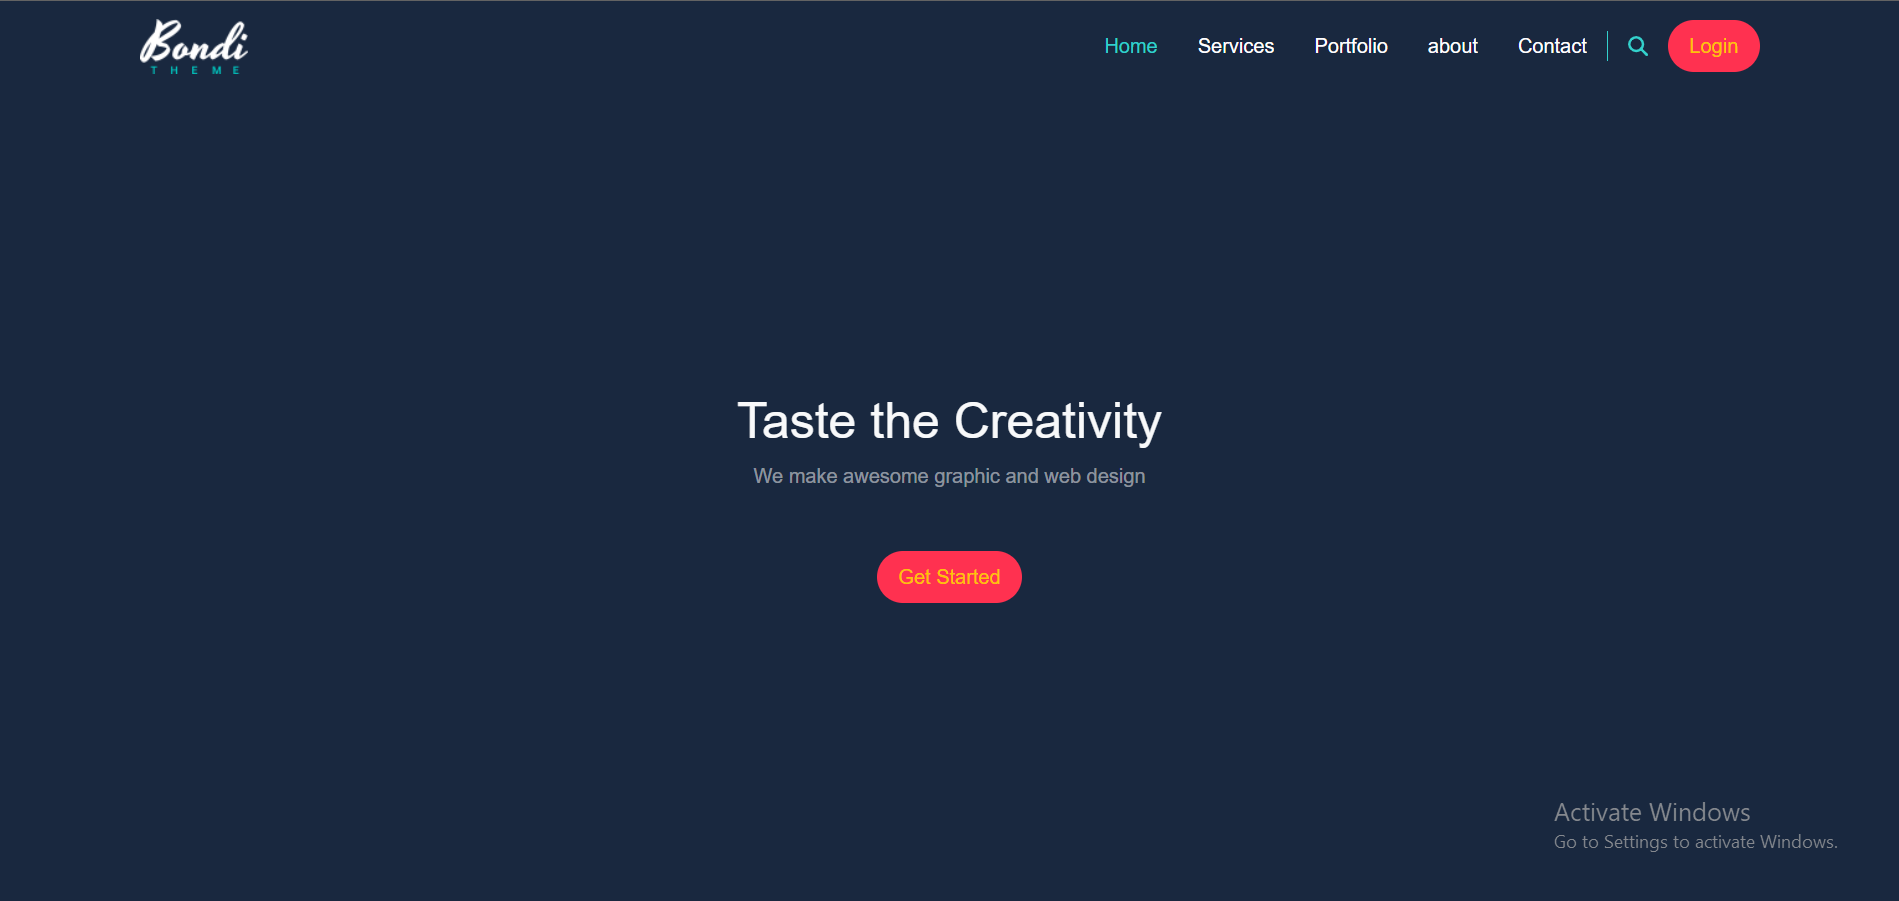 Bondi
THEME
Home Services Portfolio about Contact Login
Taste the Creativity
We make awesome graphic and web design
Get Started
Activate Windows
Go to Settings to activate Windows.